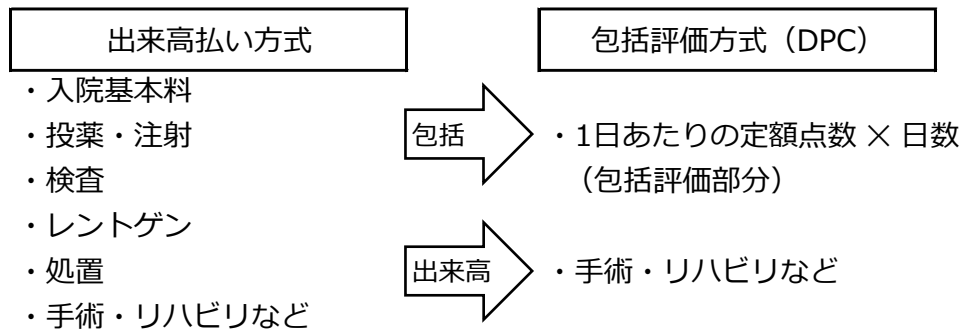 出来高払い方式
・入院基本料
・投薬・注射
・検査
・レントゲン
・処置
・手術・リハビリなど
包括
出来高
包括評価方式（DPC）
・1日あたりの定額点数 × 日数
（包括評価部分）
・手術・リハビリなど